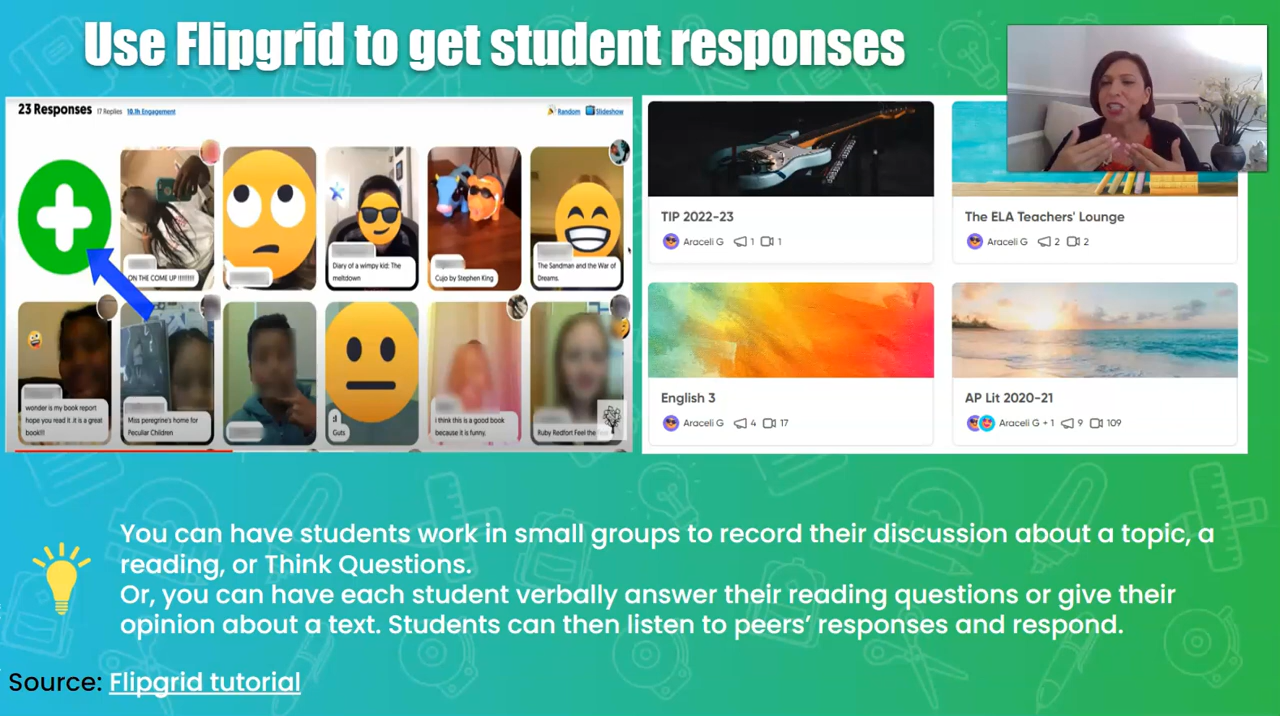 Use Flipgrid to get student responses
23 Responses 17 Replies 10.1h Engagement
Random Slideshow
ON THE COME UP !!!!!!!!!
Diary of a wimpy kid: The
meltdown
Cujo by Stephen King
The Sandman and the War of
Dreams.
wonder is my book report
hope you read it. it is a great
book!!!
Miss peregrine's home for
Peculiar Children
Guts
I think this is a good book
because it is funny.
Ruby Redfort Feel the
TIP 2022-23
Araceli G 1 1
The ELA Teachers' Lounge
Araceli G 2 2
English 3
Araceli G 4 17
AP Lit 2020-21
Araceli G + 1 9 109
You can have students work in small groups to record their discussion about a topic, a
reading, or Think Questions.
Or, you can have each student verbally answer their reading questions or give their
opinion about a text. Students can then listen to peers’ responses and respond.
Source: Flipgrid tutorial